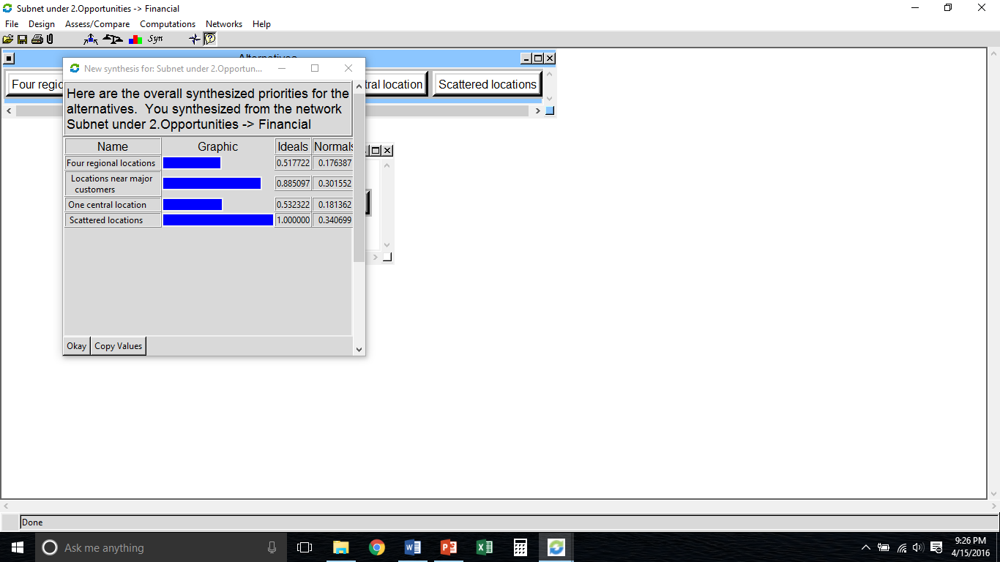 Subnet under 2.Opportunities -> Financial
File Design Assess/Compare Computations Networks Help
Syn
New synthesis for: Subnet under 2.Opportun...
Four regio
tral location
Scattered locations
Here are the overall synthesized priorities for the
alternatives. You synthesized from the network
Subnet under 2.Opportunities -> Financial
Name Graphic Ideals Normals
Four regional locations 0.517722 0.176387
Locations near major
customers 0.885097 0.301552
One central location 0.532322 0.181362
Scattered locations 1.000000 0.340699
Okay Copy Values
Done
Ask me anything
9:26 PM
4/15/2016